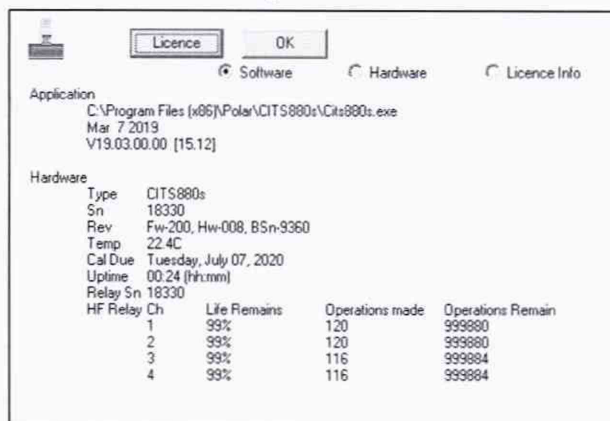 Licence OK
Software Hardware Licence Info
Application
C:\Program Files (x86)\Polar\CITS880s\Cits880s.exe
Mar 7 2019
V19.03.00.00 [15.12]
Hardware
Type CITS880s
Sn 18330
Rev Fw-200, Hw-008, BSn-9360
Temp 22.4C
Cal Due Tuesday, July 07, 2020
Uptime 00:24 (hh:mm)
Relay Sn 18330
HF Relay Ch Life Remains Operations made Operations Remain
1 99% 120 999880
2 99% 120 999880
3 99% 116 999884
4 99% 116 999884